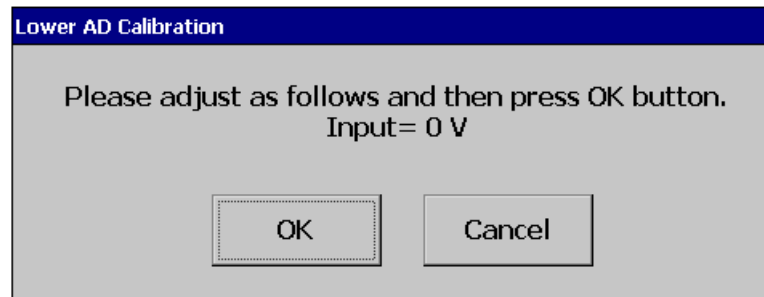 Lower AD Calibration
Please adjust as follows and then press OK button.
Input= 0 V
OK
Cancel